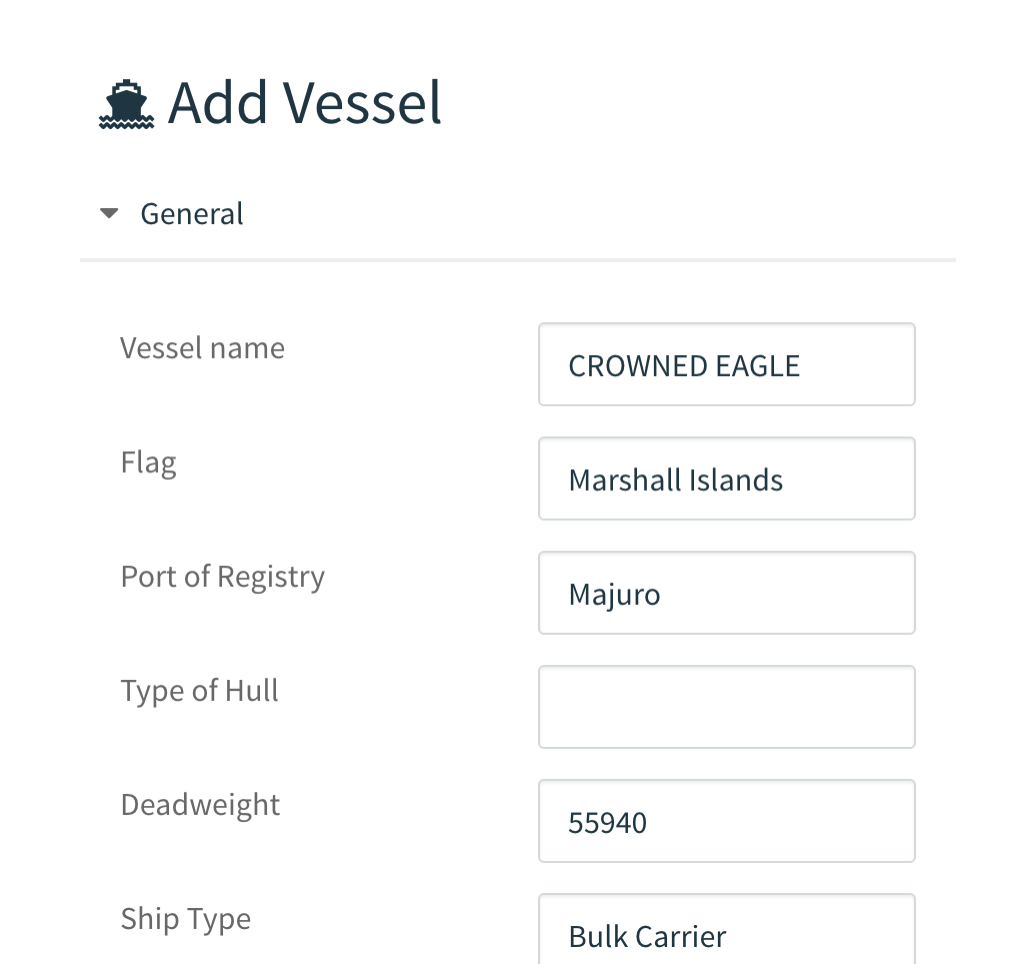 Add Vessel
General
Vessel name
CROWNED EAGLE
Flag
Marshall Islands
Port of Registry
Majuro
Type of Hull
Deadweight
55940
Ship Type
Bulk Carrier